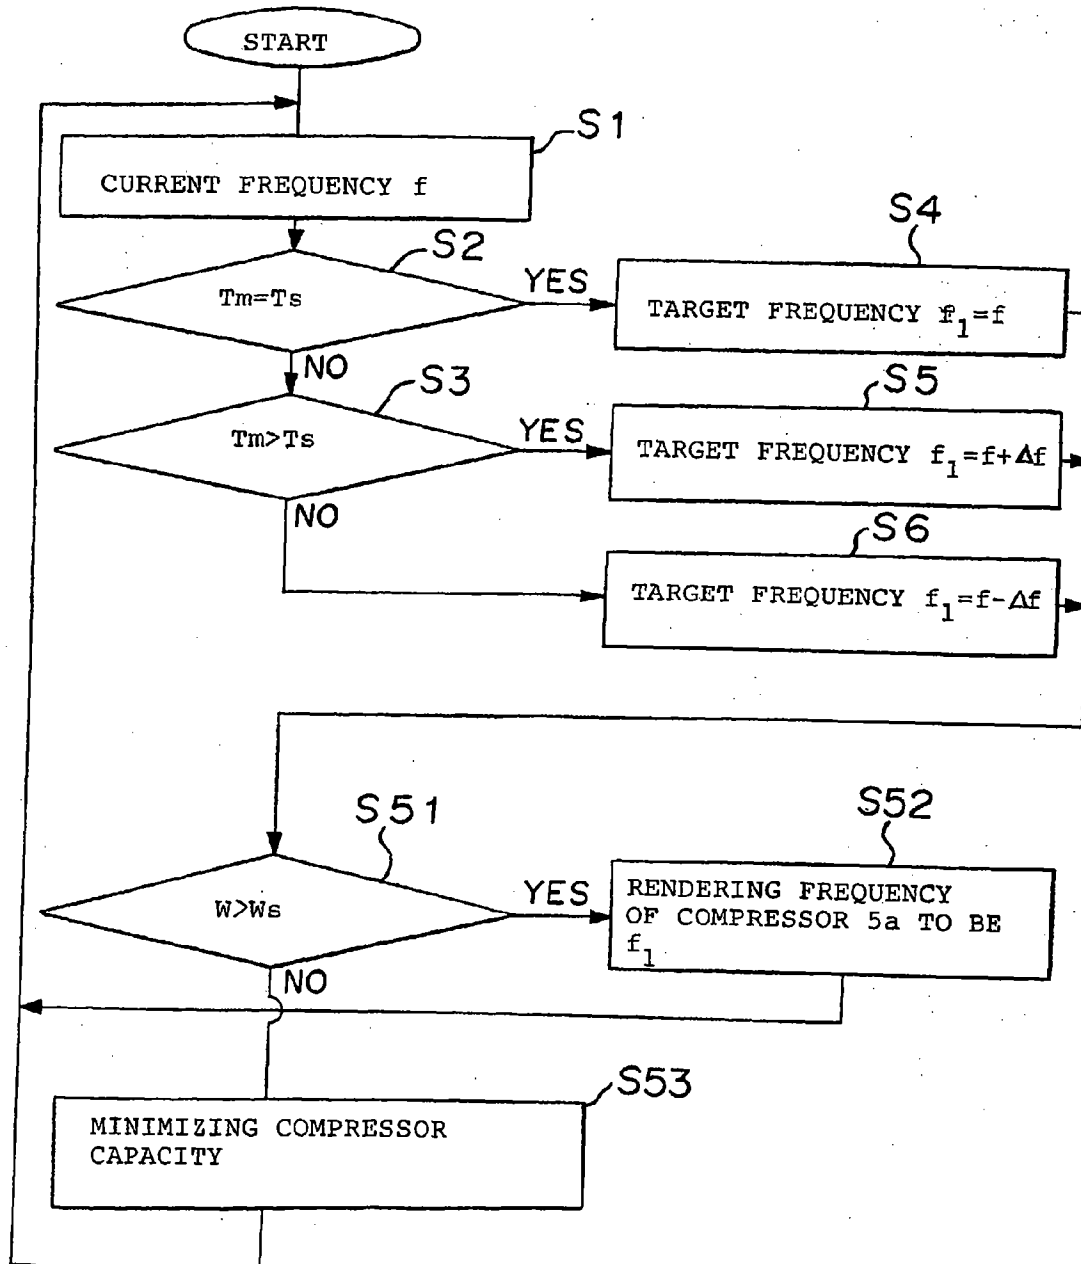 START
S1
CURRENT FREQUENCY f
S2
Tm=Ts
YES
S4
TARGET FREQUENCY f1=f
NO
S3
Tm>Ts
YES
S5
TARGET FREQUENCY f1=f+Δf
NO
S6
TARGET FREQUENCY f1=f-Δf
S51
W>Ws
YES
S52
RENDERING FREQUENCY
OF COMPRESSOR 5a TO BE
f1
NO
S53
MINIMIZING COMPRESSOR
CAPACITY